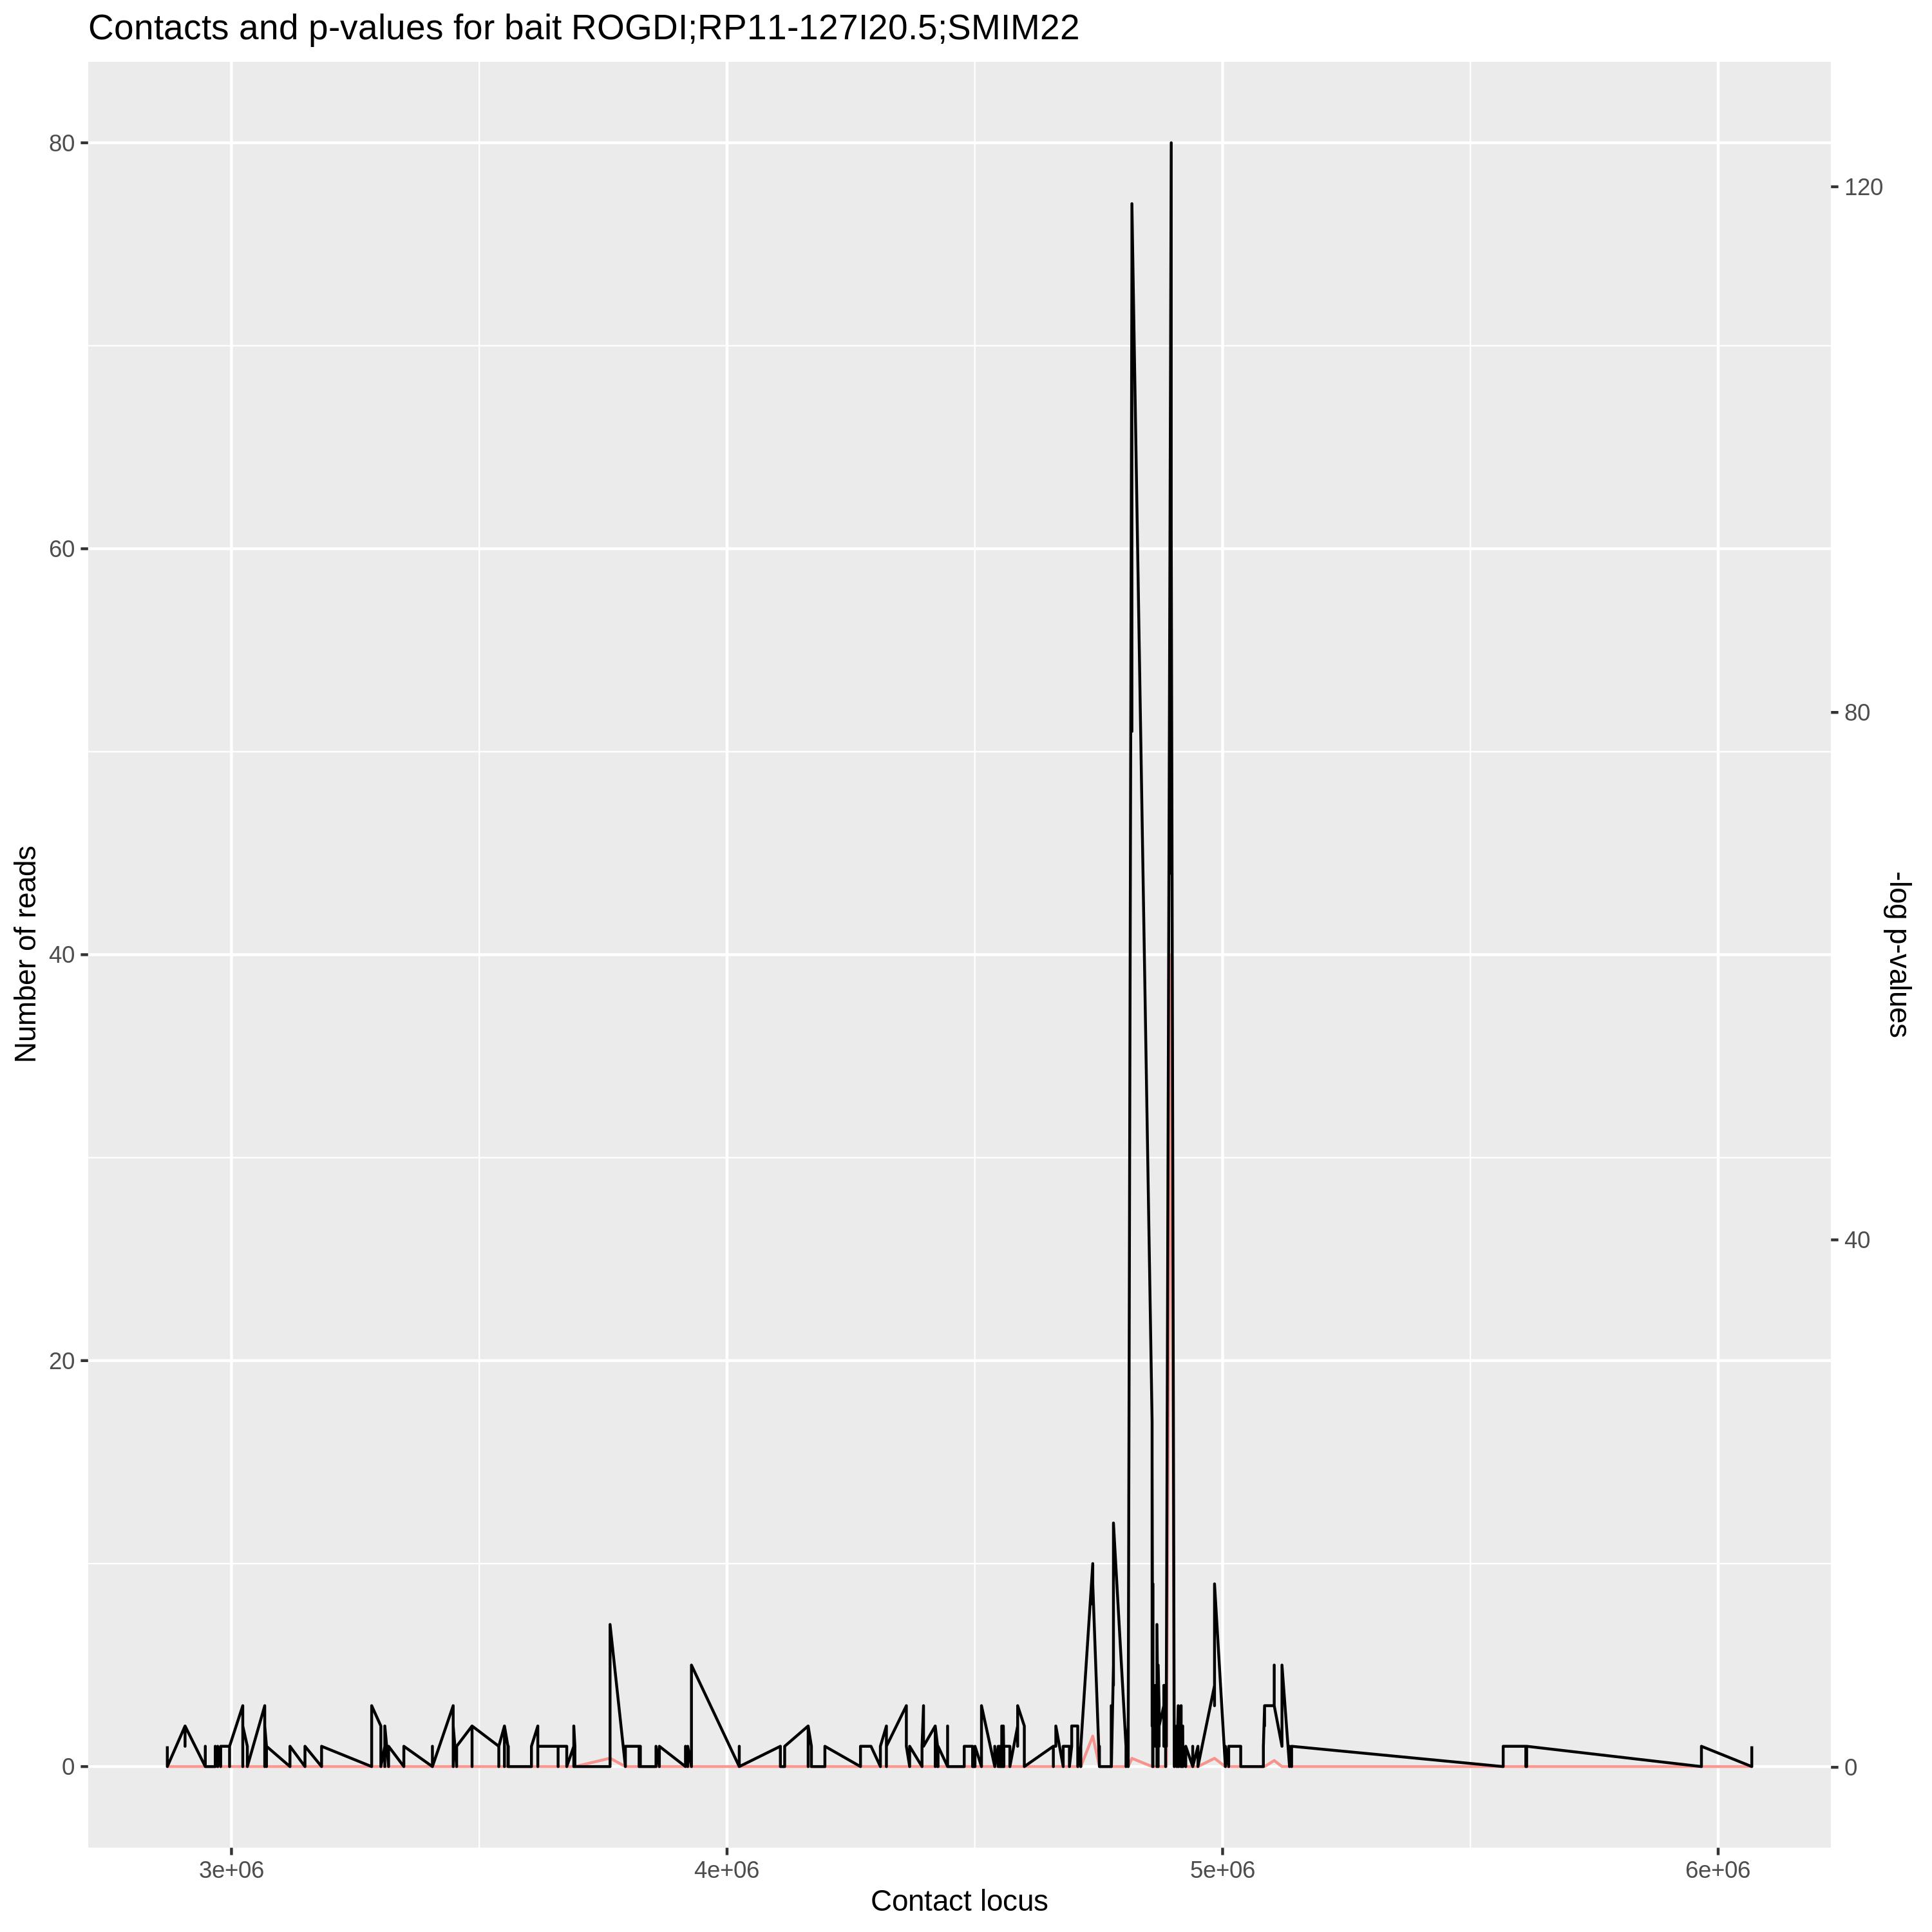 Contacts and p-values for bait ROGDI;RP11-127I20.5;SMIM22
80
60
40
20
0
Number of reads
120
80
40
0
-log p-values
3e+06
4e+06
5e+06
6e+06
Contact locus